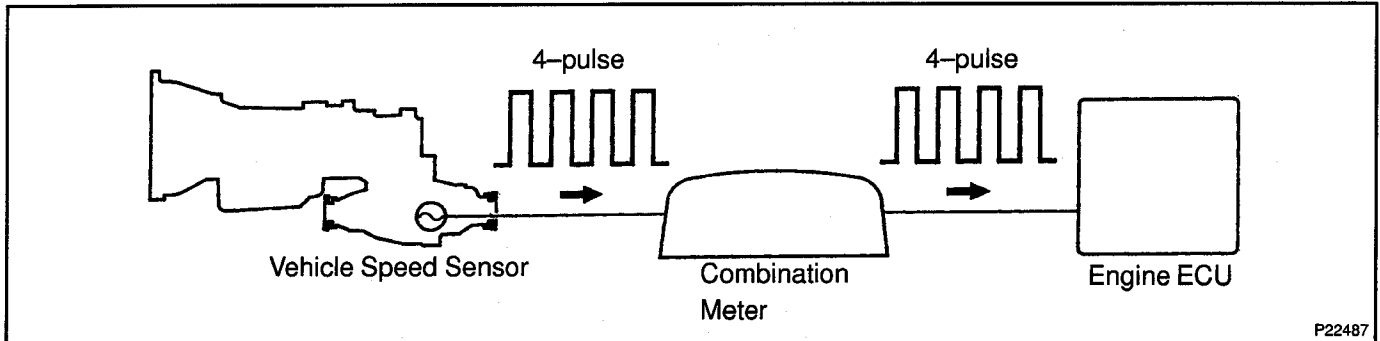 4–pulse
4–pulse
Vehicle Speed Sensor
Combination
Meter
Engine ECU
P22487